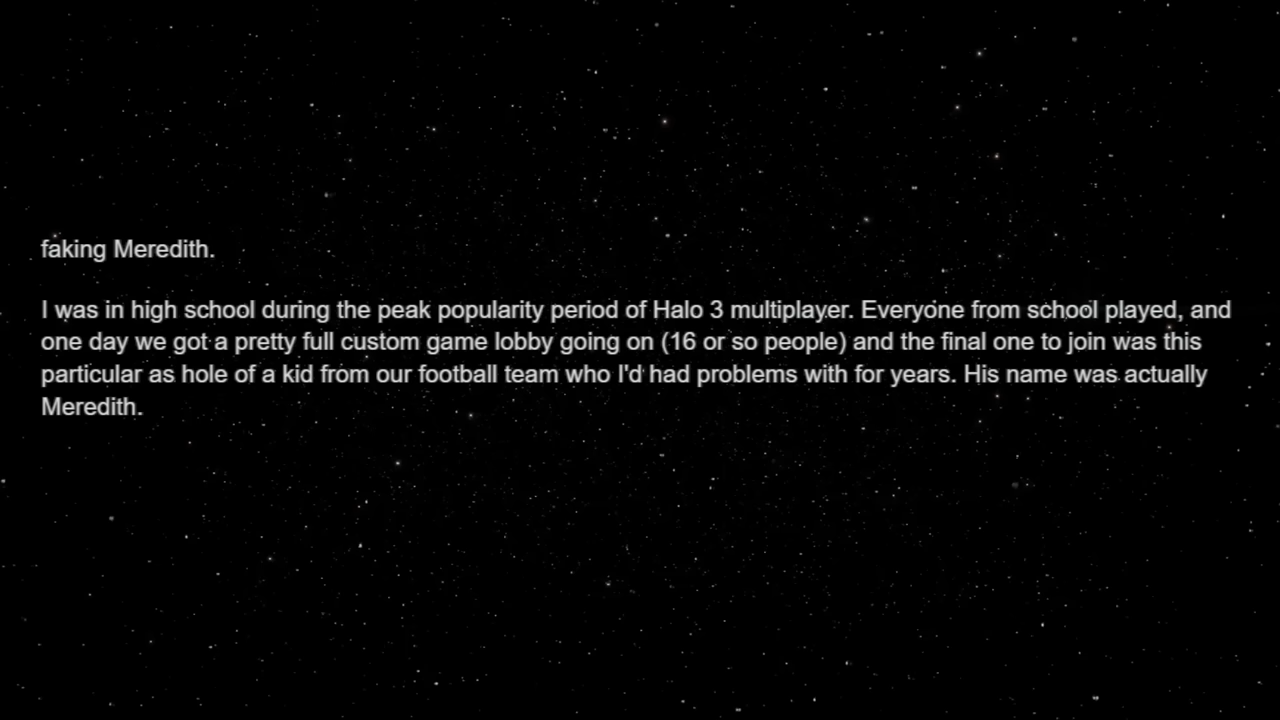 faking Meredith.
I was in high school during the peak popularity period of Halo 3 multiplayer. Everyone from school played, and
one day we got a pretty full custom game lobby going on (16 or so people) and the final one to join was this
particular as hole of a kid from our football team who I'd had problems with for years. His name was actually
Meredith.